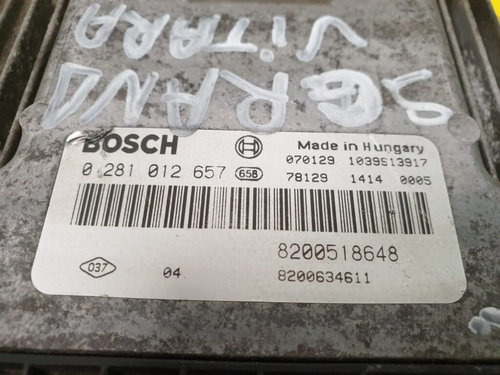 VITARA
SGRAND
BOSCH
Made in Hungary
070129 1039S13917
0 281 012 657 658
78129 1414 0005
8200518648
037
04
8200634611